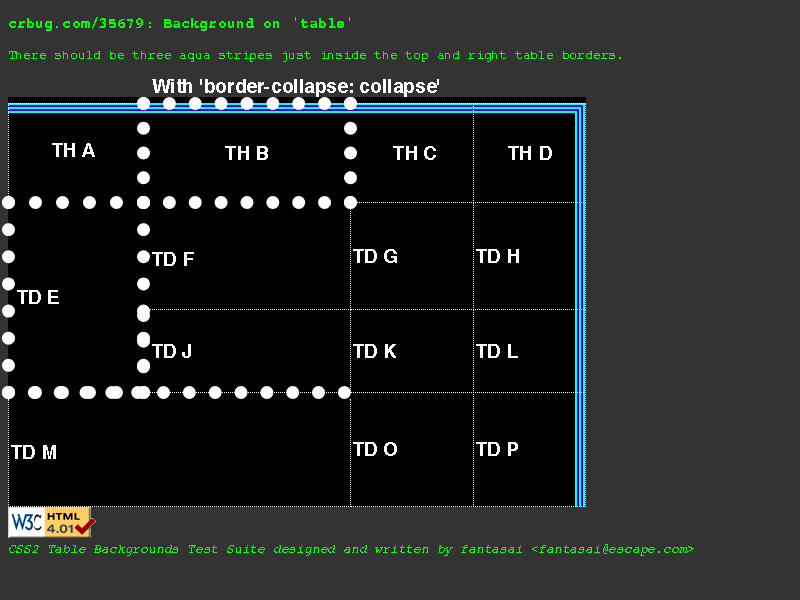 crbug.com/35679: Background on 'table'
There should be three aqua stripes just inside the top and right table borders.
With 'border-collapse: collapse'
TH A TH B TH C TH D
TD F TD G TD H
TD E
TD J TD K TD L
TD M TD O TD P
W3C HTML 4.01
CSS2 Table Backgrounds Test Suite designed and written by fantasai <fantasai@escape.com>